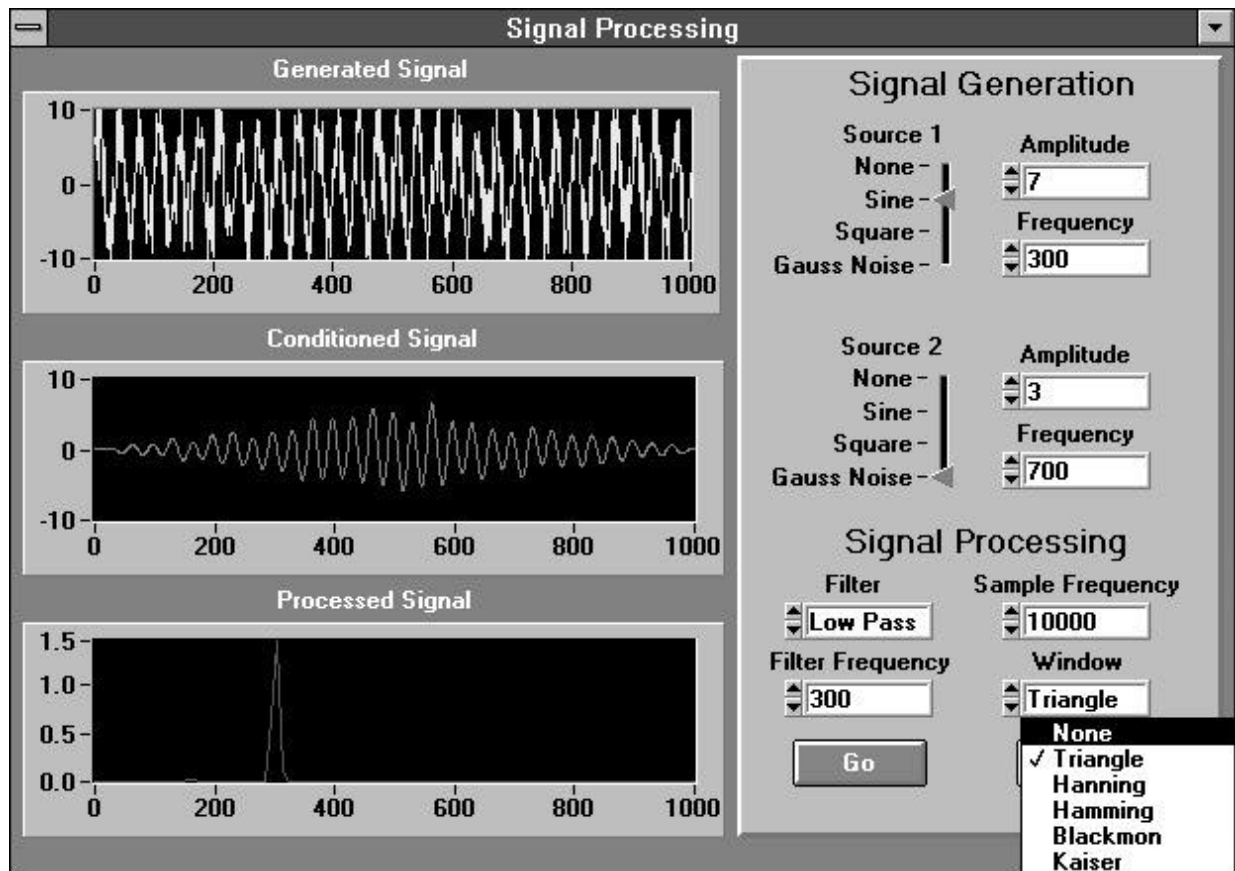 Signal Processing
Generated Signal
10
0
-10
0 200 400 600 800 1000
Conditioned Signal
10
0
-10
0 200 400 600 800 1000
Processed Signal
1.5
1.0
0.5
0.0
0 200 400 600 800 1000
Signal Generation
Source 1
None
Sine
Square
Gauss Noise
Amplitude
7
Frequency
300
Source 2
None
Sine
Square
Gauss Noise
Amplitude
3
Frequency
700
Signal Processing
Filter
Low Pass
Sample Frequency
10000
Filter Frequency
300
Window
Triangle
Go
None
✓ Triangle
Hanning
Hamming
Blackmon
Kaiser